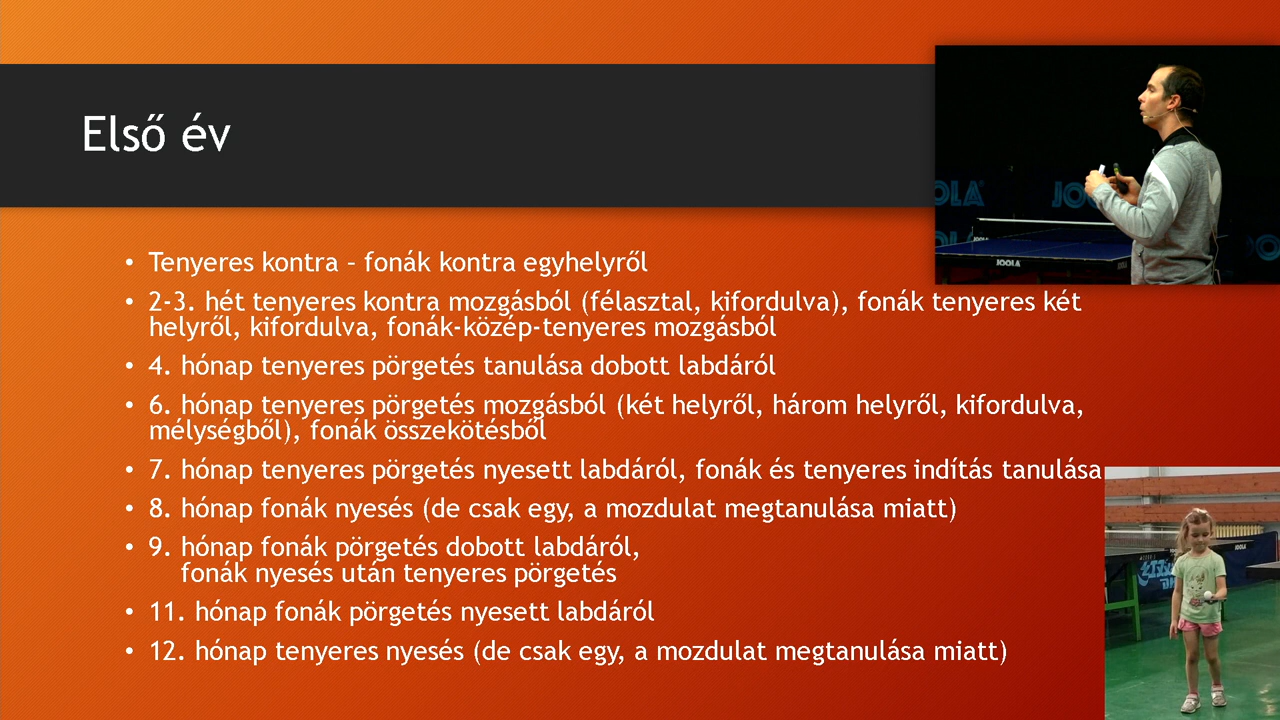 Első év
• Tenyeres kontra – fonák kontra egyhelyről
• 2-3. hét tenyeres kontra mozgásból (félasztal, kifordulva), fonák tenyeres két
helyről, kifordulva, fonák-közép-tenyeres mozgásból
• 4. hónap tenyeres pörgetés tanulása dobott labdáról
• 6. hónap tenyeres pörgetés mozgásból (két helyről, három helyről, kifordulva,
mélységből), fonák összekötésből
• 7. hónap tenyeres pörgetés nyesett labdáról, fonák és tenyeres indítás tanulása
• 8. hónap fonák nyesés (de csak egy, a mozdulat megtanulása miatt)
• 9. hónap fonák pörgetés dobott labdáról,
fonák nyesés után tenyeres pörgetés
• 11. hónap fonák pörgetés nyesett labdáról
• 12. hónap tenyeres nyesés (de csak egy, a mozdulat megtanulása miatt)
JOOLA
JOOLA